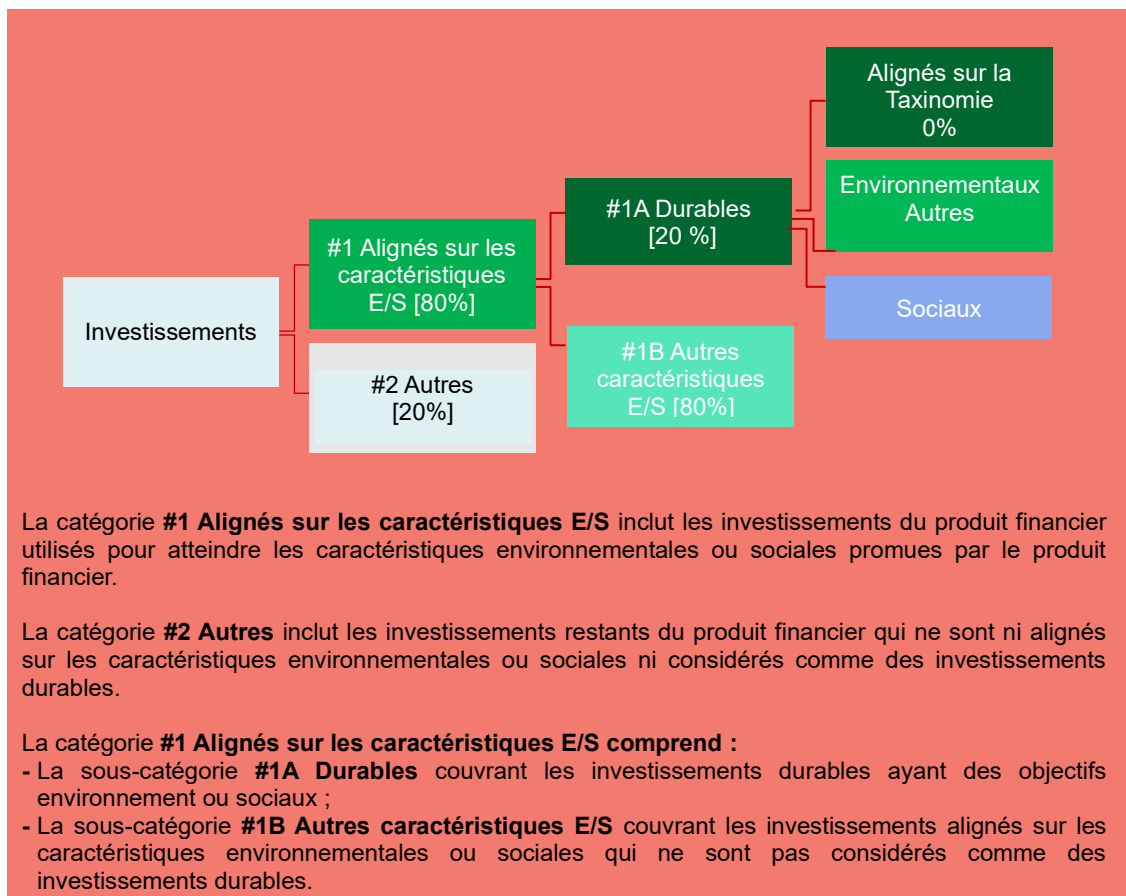 Alignés sur la
Taxinomie
0%
Environnementaux
Autres
#1A Durables
[20 %]
#1 Alignés sur les
caractéristiques
E/S [80%]
Sociaux
Investissements
#1B Autres
caractéristiques
E/S [80%]
#2 Autres
[20%]
La catégorie #1 Alignés sur les caractéristiques E/S inclut les investissements du produit financier
utilisés pour atteindre les caractéristiques environnementales ou sociales promues par le produit
financier.
La catégorie #2 Autres inclut les investissements restants du produit financier qui ne sont ni alignés
sur les caractéristiques environnementales ou sociales ni considérés comme des investissements
durables.
La catégorie #1 Alignés sur les caractéristiques E/S comprend :
- La sous-catégorie #1A Durables couvrant les investissements durables ayant des objectifs
environnement ou sociaux ;
- La sous-catégorie #1B Autres caractéristiques E/S couvrant les investissements alignés sur les
caractéristiques environnementales ou sociales qui ne sont pas considérés comme des
investissements durables.